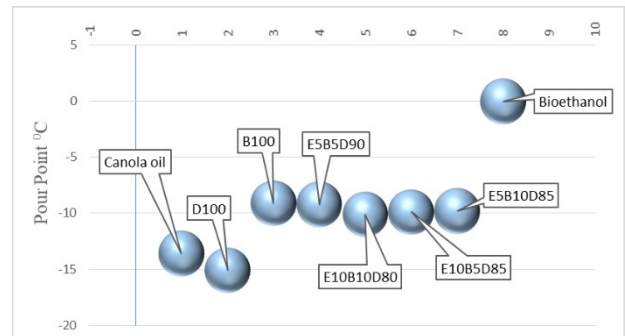 -1 0 1 2 3 4 5 6 7 8 9 10
5
0
-5
-10
-15
-20
Pour Point ⁰C
Canola oil
D100
B100
E5B5D90
E10B10D80
E10B5D85
E5B10D85
Bioethanol